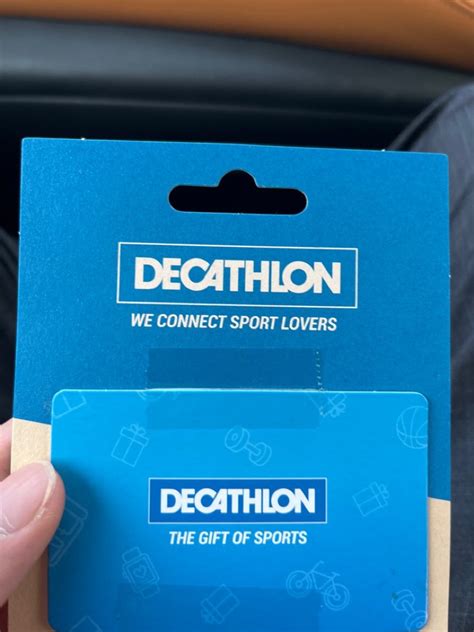 DECATHLON
WE CONNECT SPORT LOVERS
DECATHLON
THE GIFT OF SPORTS